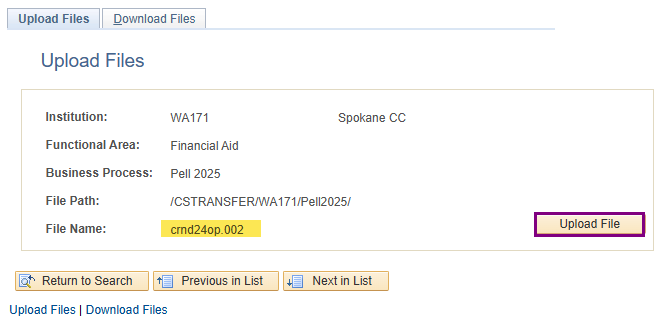 Upload Files Download Files
Upload Files
Institution: WA171 Spokane CC
Functional Area: Financial Aid
Business Process: Pell 2025
File Path: /CSTRANSFER/WA171/Pell2025/
File Name: crnd24op.002 Upload File
Return to Search Previous in List Next in List
Upload Files | Download Files